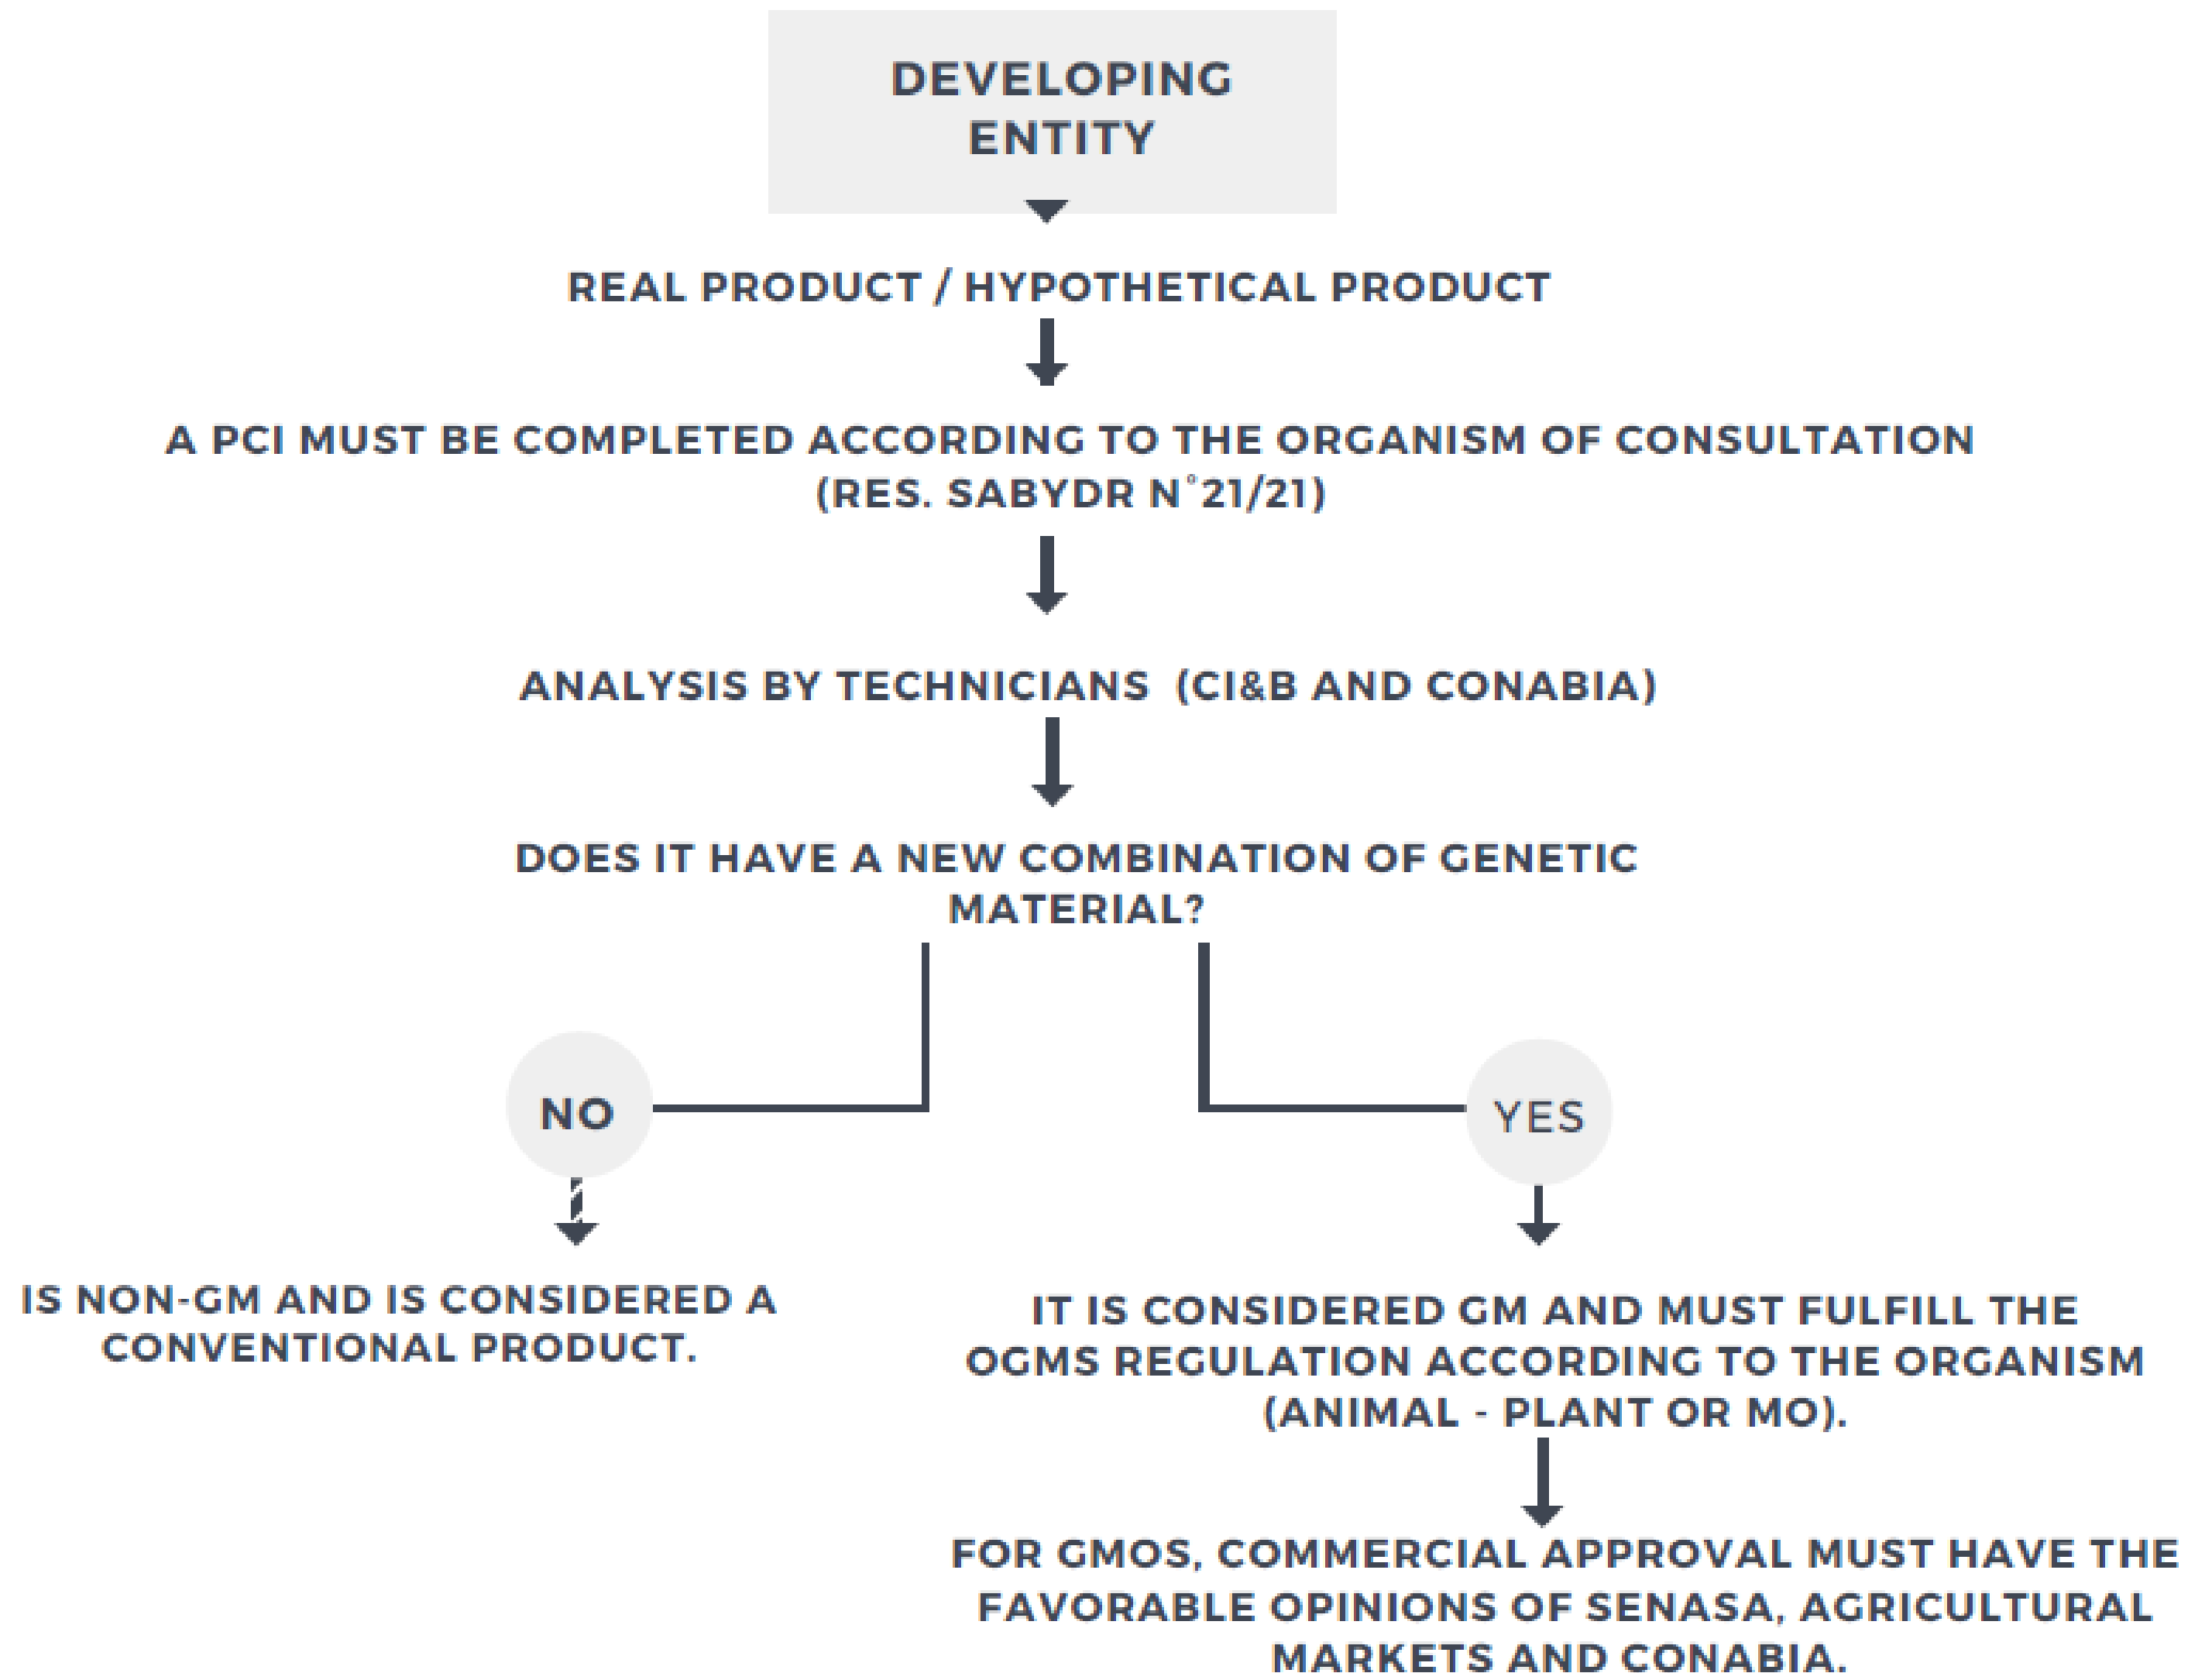 DEVELOPING
ENTITY
REAL PRODUCT / HYPOTHETICAL PRODUCT
A PCI MUST BE COMPLETED ACCORDING TO THE ORGANISM OF CONSULTATION
(RES. SABYDR N°21/21)
ANALYSIS BY TECHNICIANS (CI&B AND CONABIA)
DOES IT HAVE A NEW COMBINATION OF GENETIC
MATERIAL?
NO
YES
IS NON-GM AND IS CONSIDERED A
CONVENTIONAL PRODUCT.
IT IS CONSIDERED GM AND MUST FULFILL THE
OGMS REGULATION ACCORDING TO THE ORGANISM
(ANIMAL - PLANT OR MO).
FOR GMOS, COMMERCIAL APPROVAL MUST HAVE THE
FAVORABLE OPINIONS OF SENASA, AGRICULTURAL
MARKETS AND CONABIA.